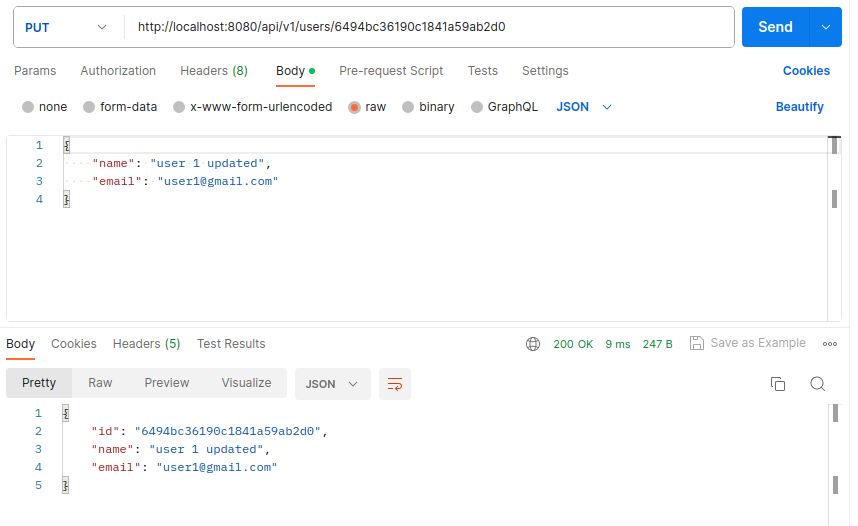 PUT http://localhost:8080/api/v1/users/6494bc36190c1841a59ab2d0 Send
Params Authorization Headers (8) Body Pre-request Script Tests Settings Cookies
none form-data x-www-form-urlencoded raw binary GraphQL JSON Beautify
1 {
2 "name": "user 1 updated",
3 "email": "user1@gmail.com"
4 }
Body Cookies Headers (5) Test Results 200 OK 9 ms 247 B Save as Example
Pretty Raw Preview Visualize JSON
1 {
2 "id": "6494bc36190c1841a59ab2d0",
3 "name": "user 1 updated",
4 "email": "user1@gmail.com"
5 }